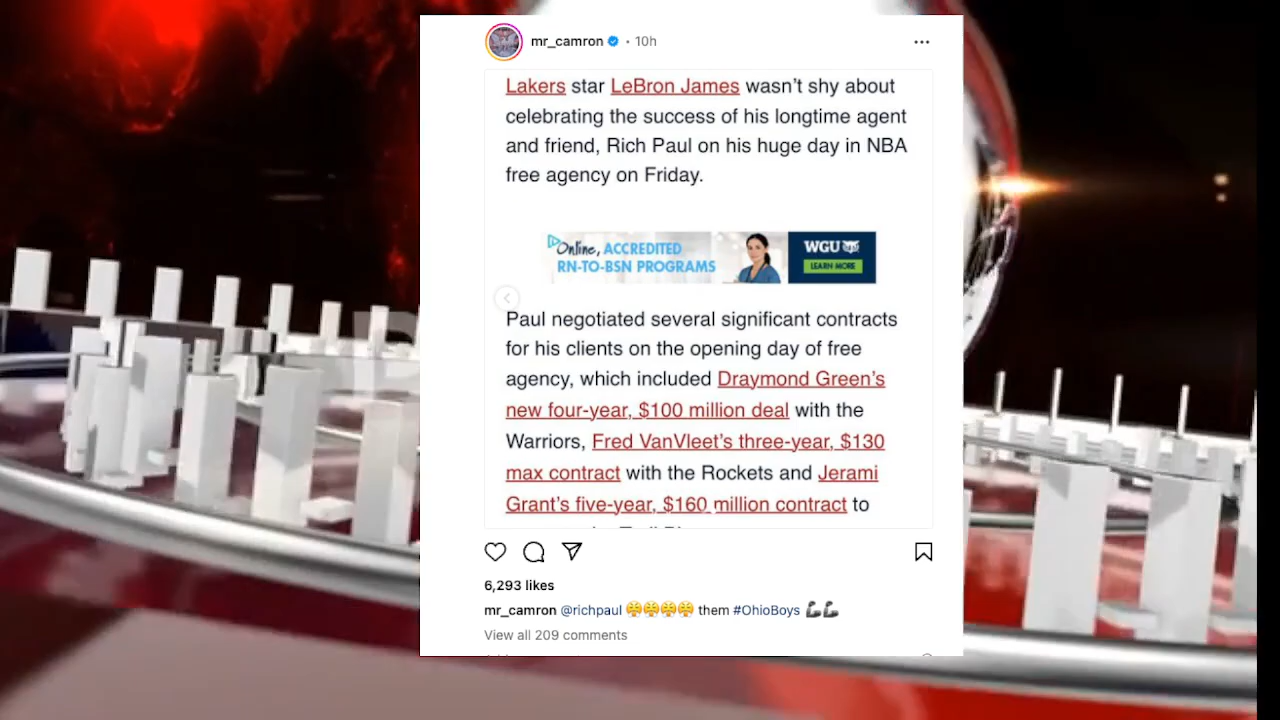 mr_camron • 10h
Lakers star LeBron James wasn't shy about
celebrating the success of his longtime agent
and friend, Rich Paul on his huge day in NBA
free agency on Friday.
Online, ACCREDITED
RN-TO-BSN PROGRAMS
WGU
LEARN MORE
Paul negotiated several significant contracts
for his clients on the opening day of free
agency, which included Draymond Green's
new four-year, $100 million deal with the
Warriors, Fred VanVleet's three-year, $130
max contract with the Rockets and Jerami
Grant's five-year, $160 million contract to
6,293 likes
mr_camron @richpaul 😤😤😤😤 them #OhioBoys 💪🏿💪🏿
View all 209 comments